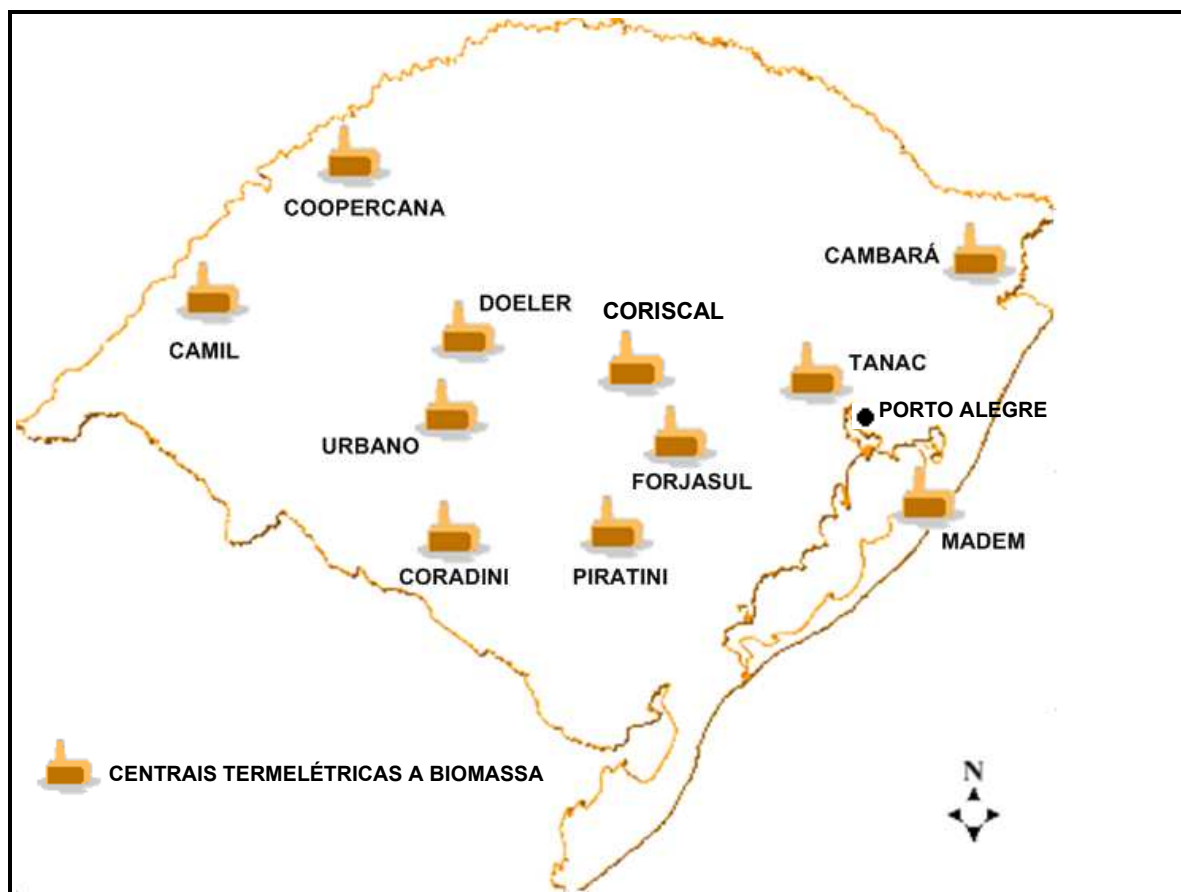 COOPERCANA
CAMBARÁ
DOELER
CORISCAL
CAMIL
TANAC
PORTO ALEGRE
URBANO
FORJASUL
MADEM
CORADINI
PIRATINI
CENTRAIS TERMELÉTRICAS A BIOMASSA
N